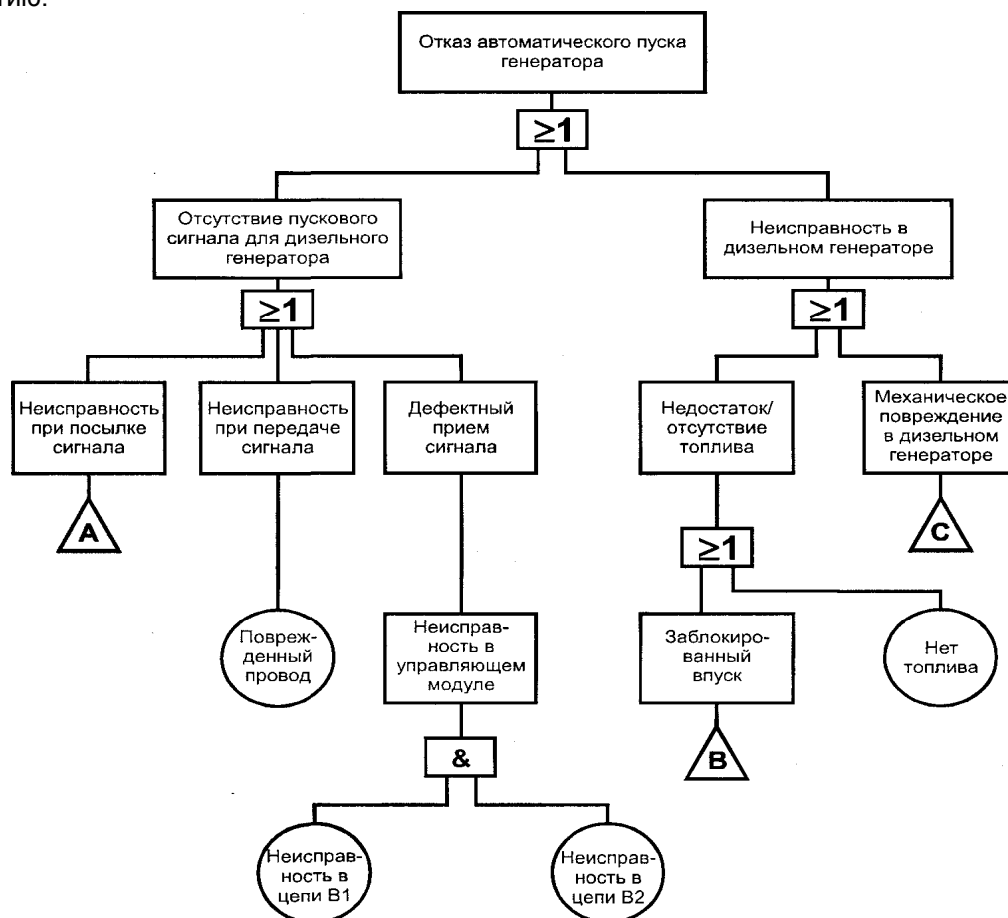 тию.
Отказ автоматического пуска
генератора
≥1
Отсутствие пускового
сигнала для дизельного
генератора
Неисправность в
дизельном генераторе
≥1
≥1
Неисправность
при посылке
сигнала
Неисправность
при передаче
сигнала
Дефектный
прием
сигнала
Недостаток/
отсутствие
топлива
Механическое
повреждение
в дизельном
генераторе
A
C
≥1
Повреж-
денный
провод
Неисправ-
ность в
управляющем
модуле
Заблокиро-
ванный
впуск
Нет
топлива
B
&
Неисправ-
ность в
цепи B1
Неисправ-
ность в
цепи B2